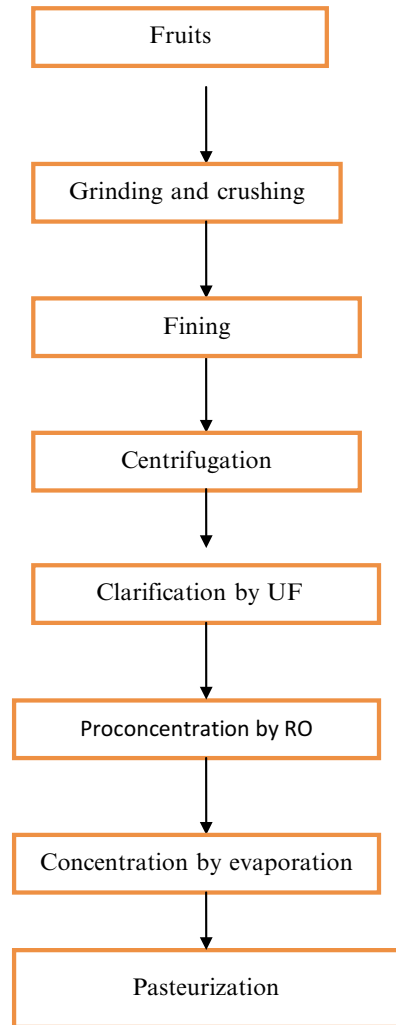 Fruits
Grinding and crushing
Fining
Centrifugation
Clarification by UF
Proconcentration by RO
Concentration by evaporation
Pasteurization